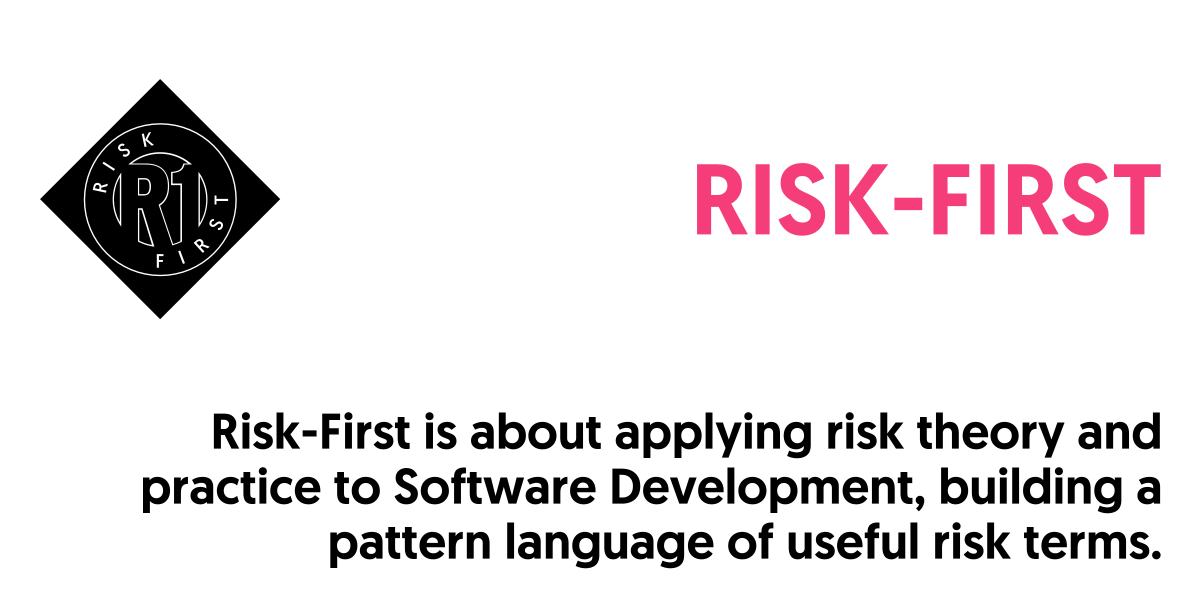 RISK
R1
FIRST
RISK-FIRST
Risk-First is about applying risk theory and
practice to Software Development, building a
pattern language of useful risk terms.